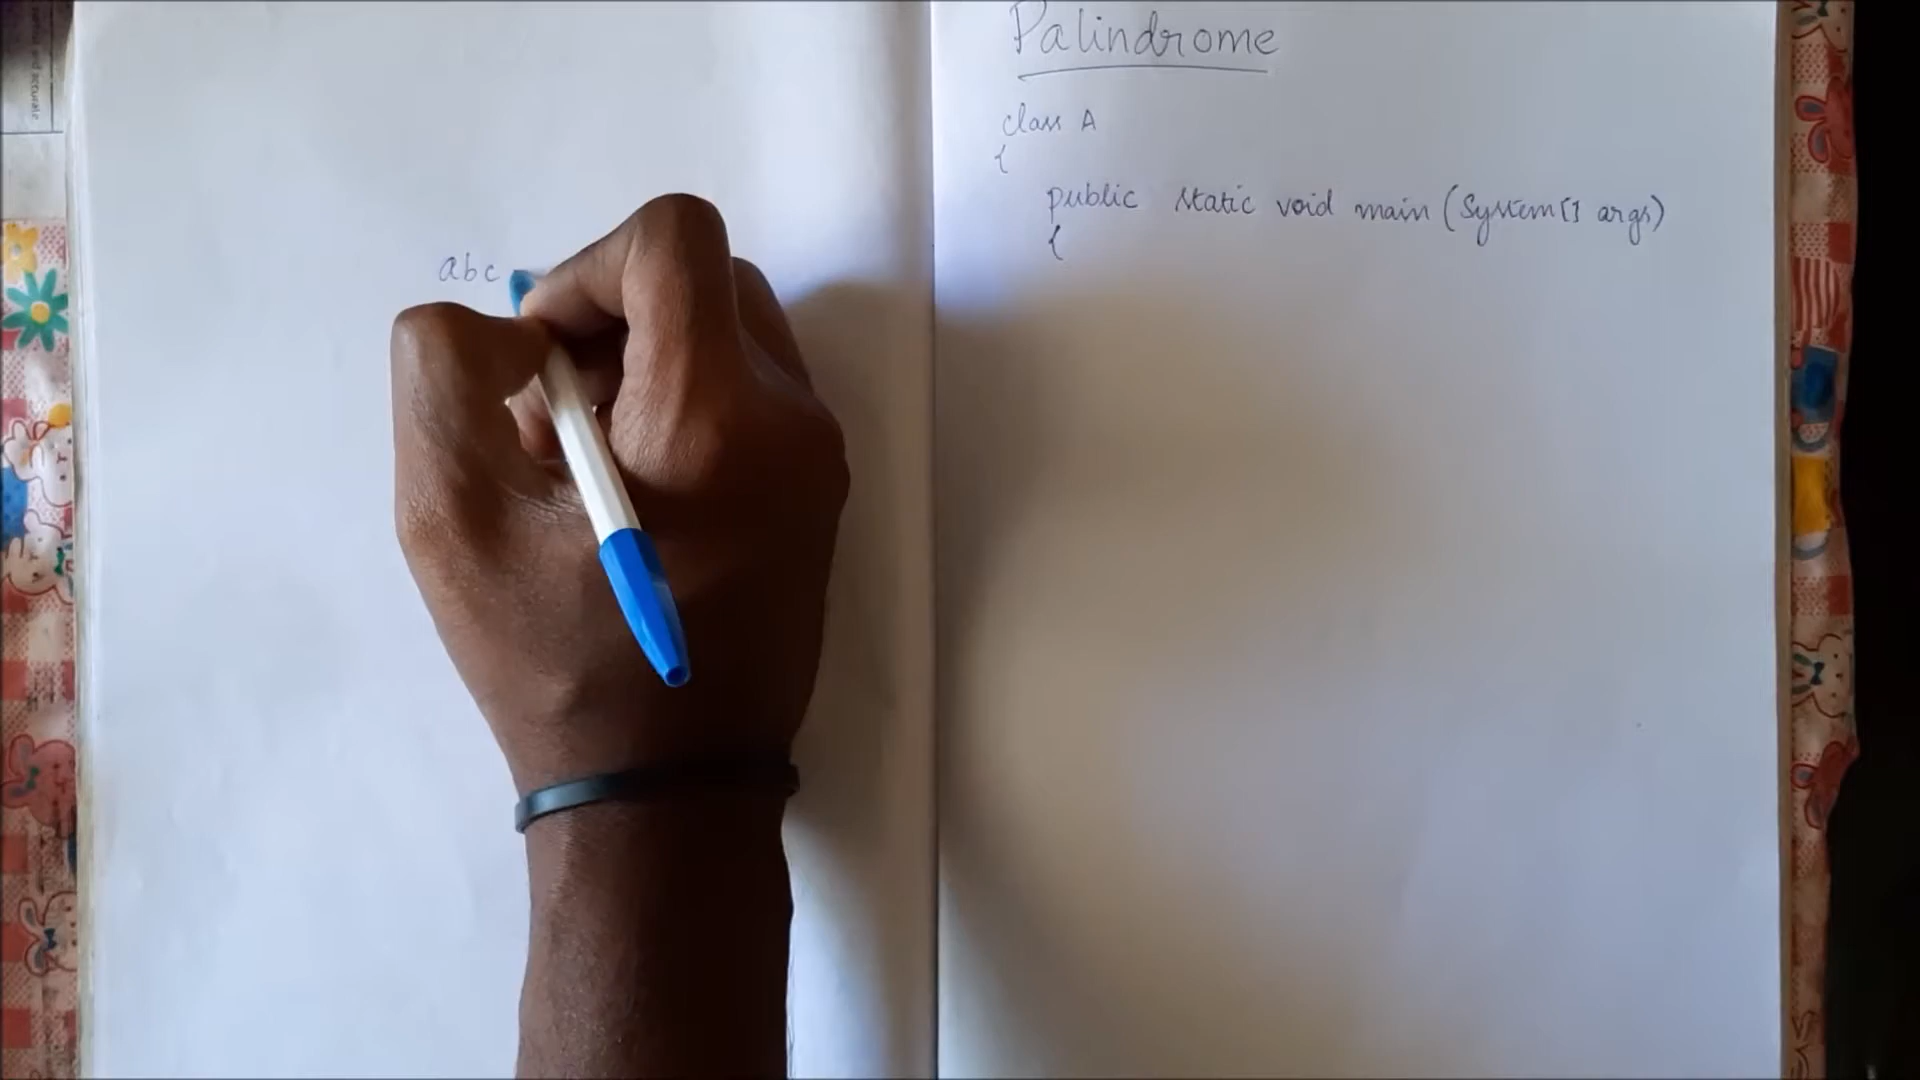 abc
Palindrome
class A
{
public static void main (System[] args)
{